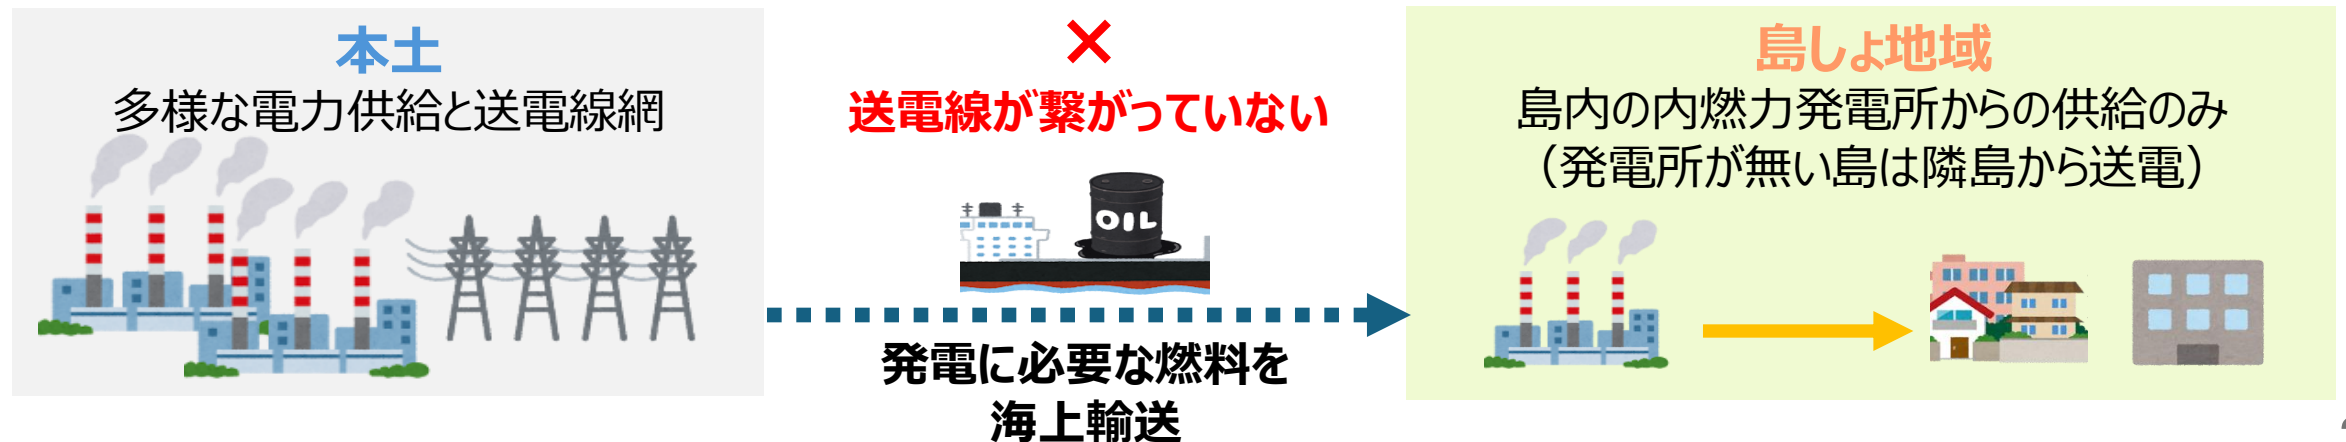 本土
多様な電力供給と送電線網
×
送電線が繋がっていない
OIL
発電に必要な燃料を
海上輸送
島しょ地域
島内の内燃力発電所からの供給のみ
（発電所が無い島は隣島から送電）